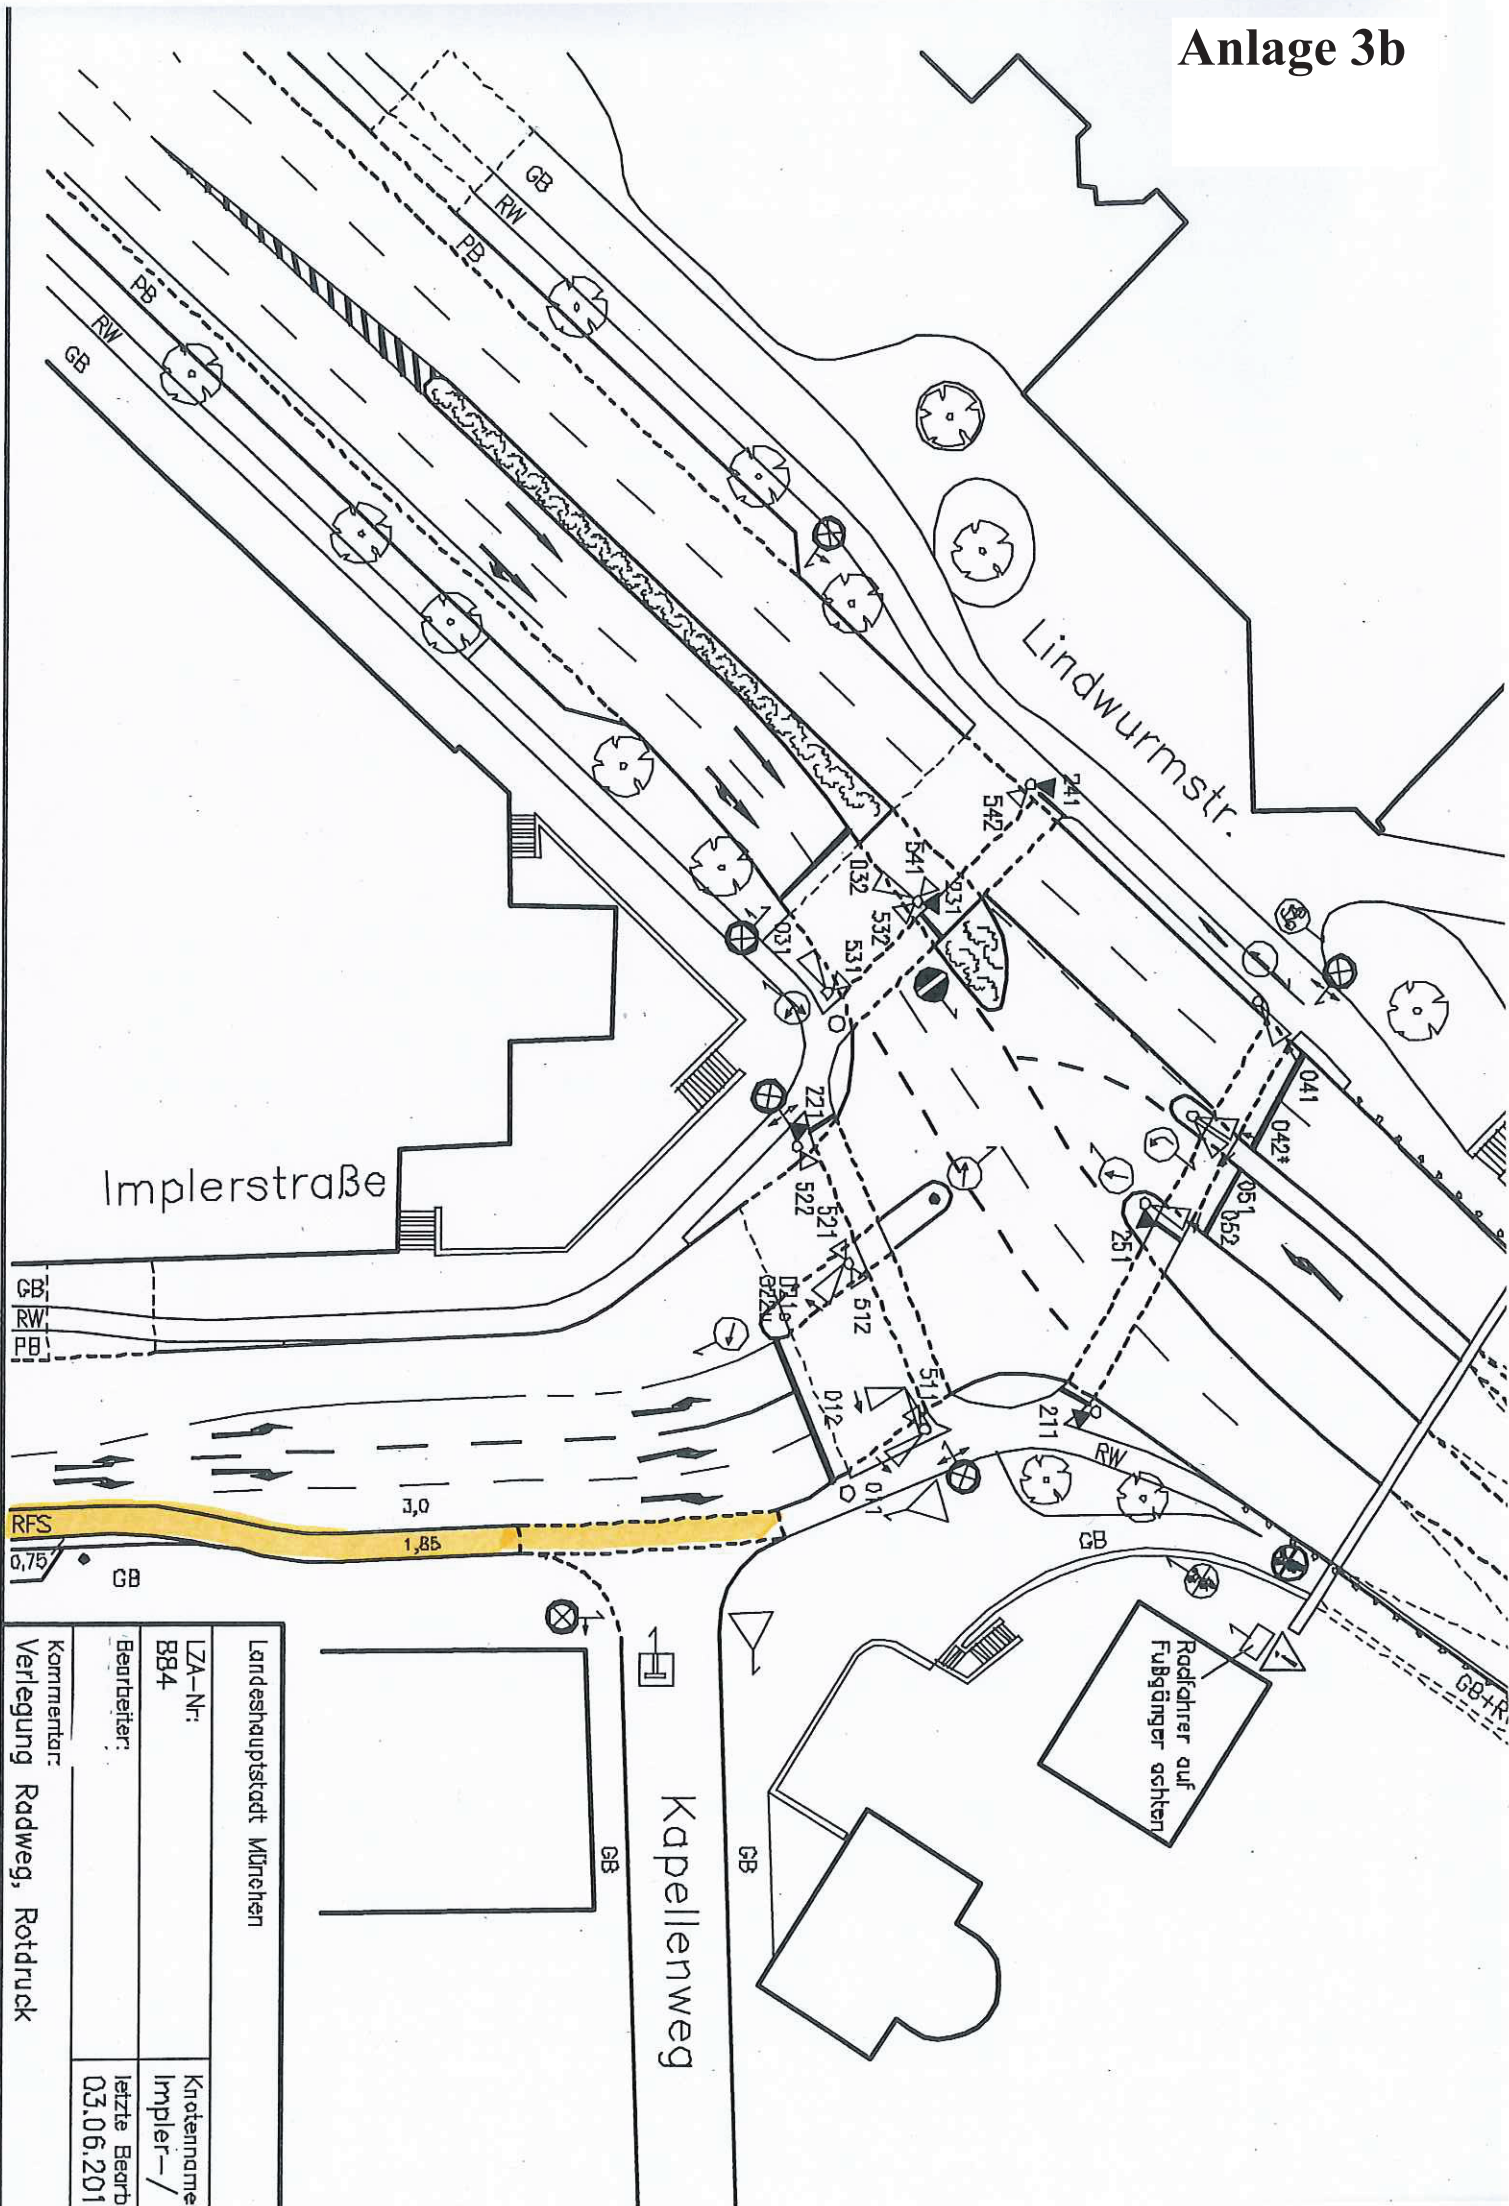 Anlage 3b
GB
RW
PB
PB
RW
GB
Lindwurmstr.
241
542
541
032
231
532
531
031
221
522
521
512
511
012
011
211
RW
041
042*
051
052
251
Implerstraße
GB
RW
PB
RFS
0,75
GB
3,0
1,85
GB
Radfahrer auf
Fußgänger achten
Kapellenweg
GB
GB
Landeshauptstadt München
LZA-Nr:
884
Knotenname
Impler-/
Bearbeiter:
letzte Bearb
03.06.201
Kommentar:
Verlegung Radweg, Rotdruck